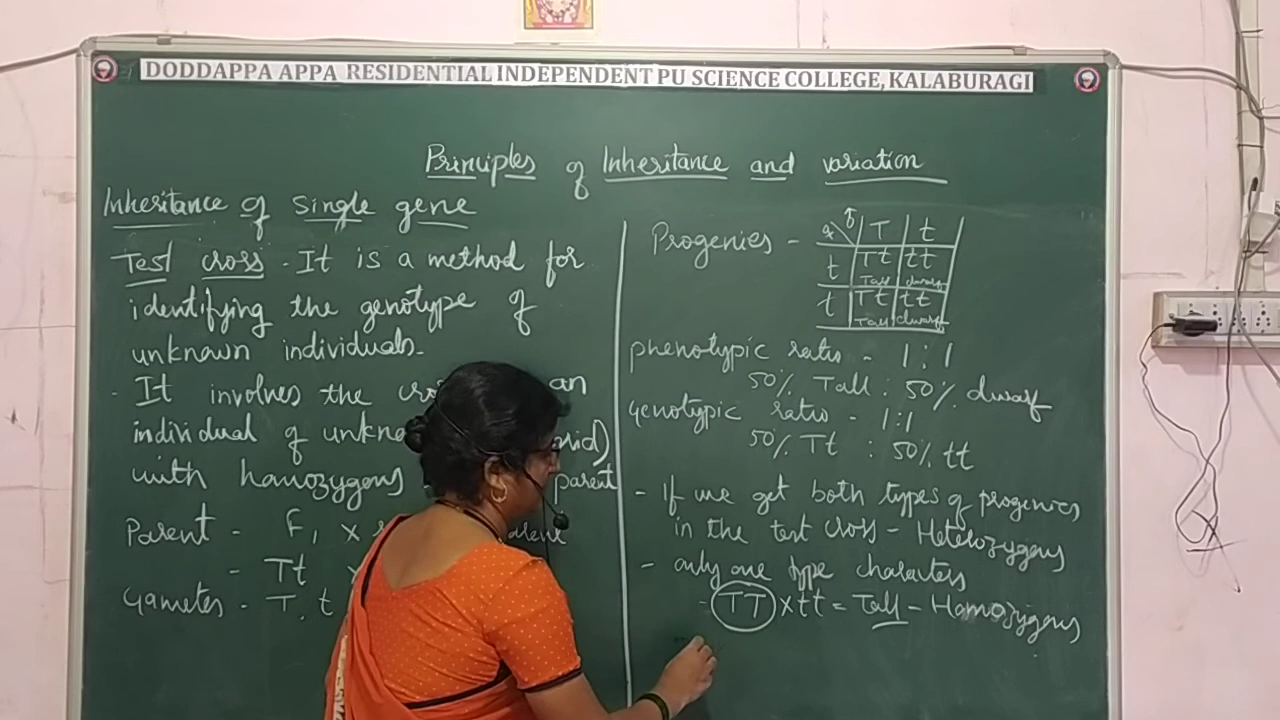 DODDAPPA APPA RESIDENTIAL INDEPENDENT PU SCIENCE COLLEGE, KALABURAGI
Principles of Inheritance and variation
Inheritance of Single gene
Test cross - It is a method for
identifying the genotype of
unknown individuals.
- It involves the an
individual of
with homozygous parent
Parent - F1 ×
- Tt
Gametes - T, t
Progenies -
♀ ♂ T t
t Tt tt
Tall dwarf
t Tt tt
Tall dwarf
phenotypic ratio - 1:1
50% Tall : 50% dwarf
Genotypic ratio - 1:1
50% Tt : 50% tt
- If we get both types of progenies
in the test cross - Heterozygous
- only one type characters
- TT × tt = Tall - Homozygous